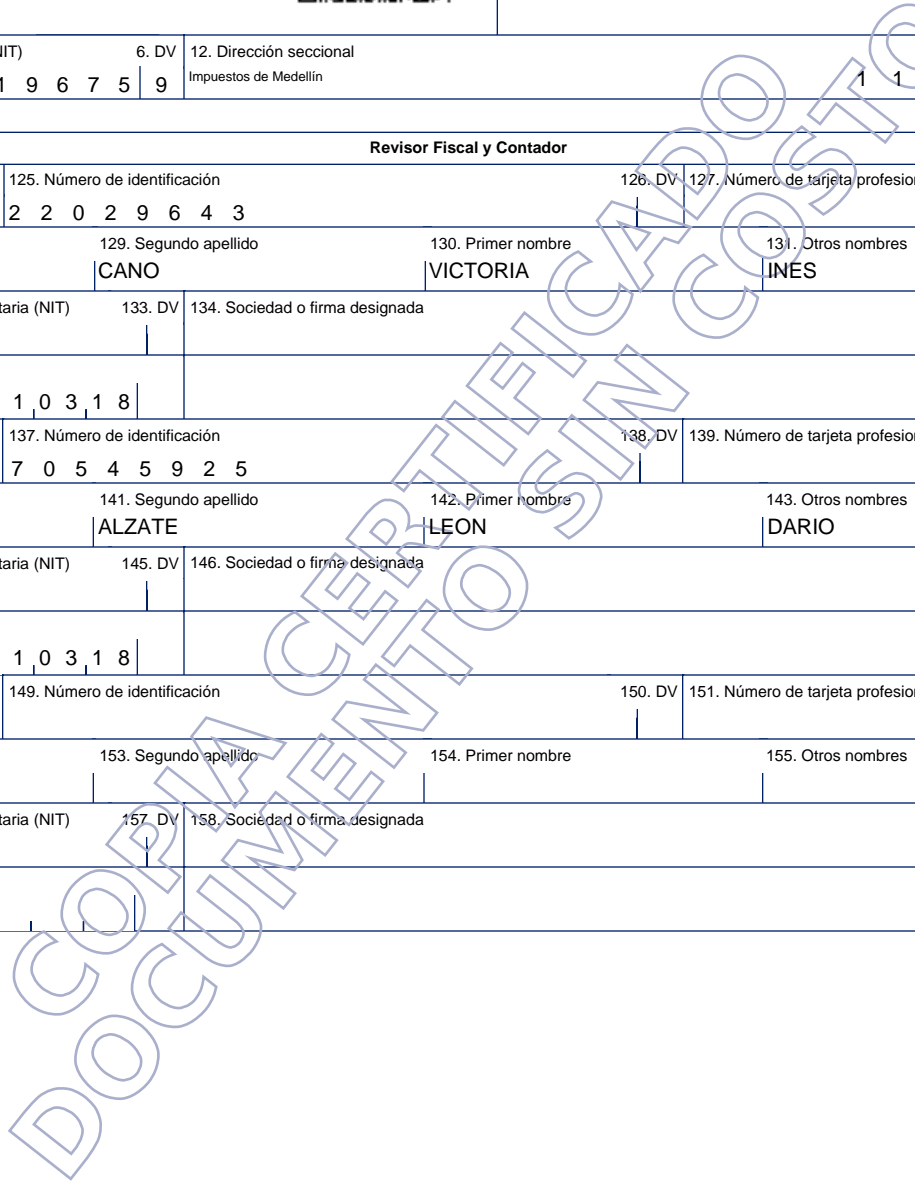 IIT) 6. DV 12. Dirección seccional
1 9 6 7 5 9 Impuestos de Medellín 1 1
Revisor Fiscal y Contador
125. Número de identificación 126. DV 127. Número de tarjeta profesion
2 2 0 2 9 6 4 3
129. Segundo apellido 130. Primer nombre 131. Otros nombres
CANO VICTORIA INES
taria (NIT) 133. DV 134. Sociedad o firma designada
1 0 3 1 8
137. Número de identificación 138. DV 139. Número de tarjeta profesion
7 0 5 4 5 9 2 5
141. Segundo apellido 142. Primer nombre 143. Otros nombres
ALZATE LEON DARIO
taria (NIT) 145. DV 146. Sociedad o firma designada
1 0 3 1 8
149. Número de identificación 150. DV 151. Número de tarjeta profesion
153. Segundo apellido 154. Primer nombre 155. Otros nombres
taria (NIT) 157. DV 158. Sociedad o firma designada
COPIA CERTIFICADO
DOCUMENTO SIN COSTO